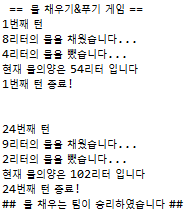 == 물 채우기&푸기 게임 ==
1번째 턴
8리터의 물을 채웠습니다...
4리터의 물을 뺐습니다...
현재 물의양은 54리터 입니다
1번째 턴 종료!
24번째 턴
9리터의 물을 채웠습니다...
2리터의 물을 뺐습니다...
현재 물의양은 102리터 입니다
24번째 턴 종료!
## 물 채우는 팀이 승리하였습니다 ##